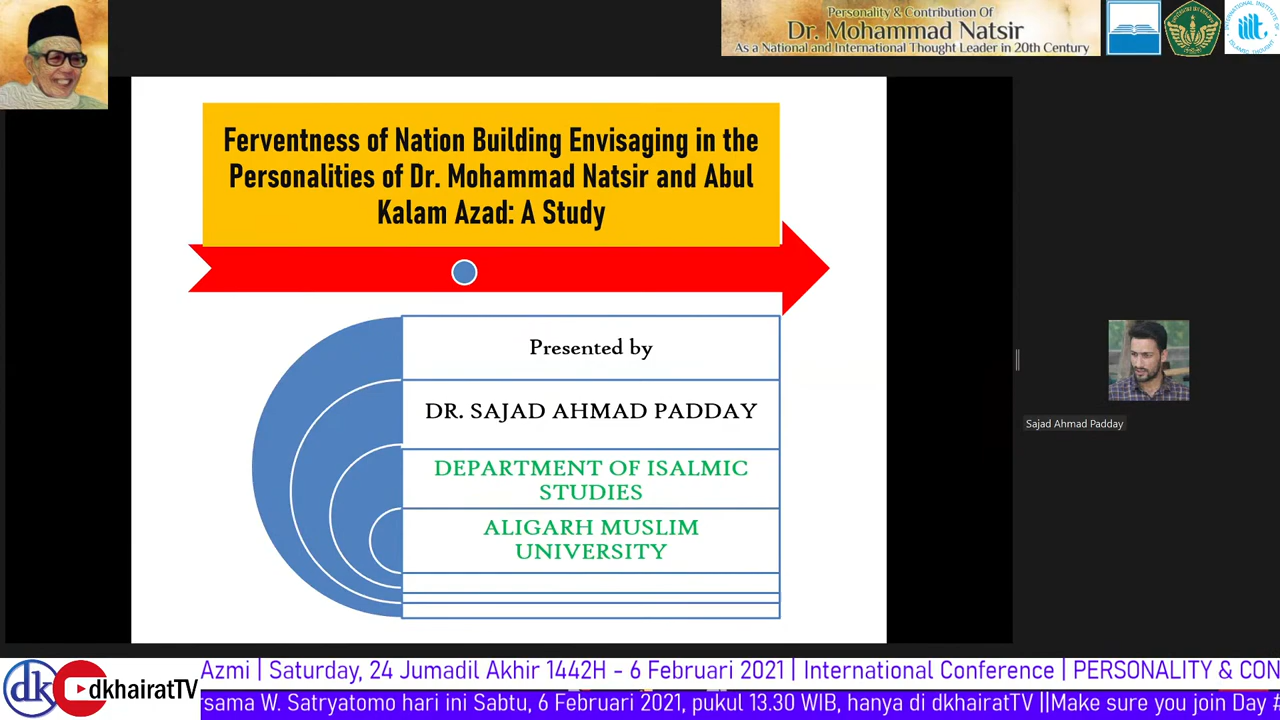 Personality & Contribution Of
Dr. Mohammad Natsir
As a National and International Thought Leader in 20th Century
Ferventness of Nation Building Envisaging in the
Personalities of Dr. Mohammad Natsir and Abul
Kalam Azad: A Study
Presented by
DR. SAJAD AHMAD PADDAY
DEPARTMENT OF ISALMIC
STUDIES
ALIGARH MUSLIM
UNIVERSITY
Sajad Ahmad Padday
dk
dkhairatTV
Azmi | Saturday, 24 Jumadil Akhir 1442H - 6 Februari 2021 | International Conference | PERSONALITY & CON
rsama W. Satryatomo hari ini Sabtu, 6 Februari 2021, pukul 13.30 WIB, hanya di dkhairatTV ||Make sure you join Day #